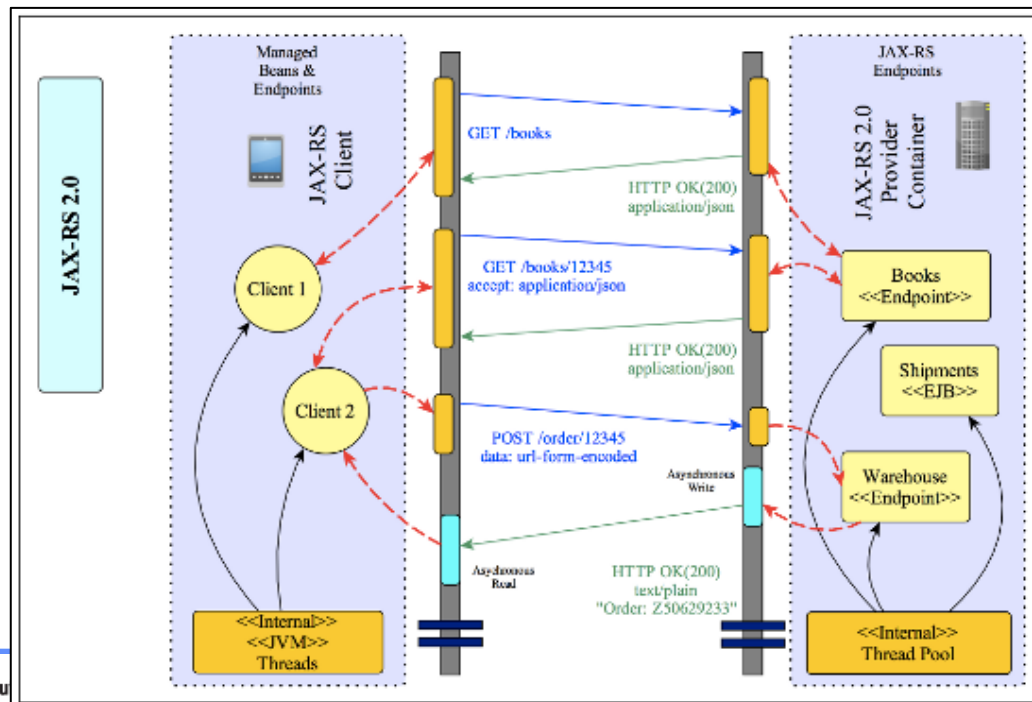 JAX-RS 2.0
Managed
Beans &
Endpoints
JAX-RS
Client
Client 1
Client 2
<<Internal>>
<<JVM>>
Threads
GET /books
HTTP OK(200)
application/json
GET /books/12345
accept: application/json
HTTP OK(200)
application/json
POST /order/12345
data: url-form-encoded
Asynchronous
Write
Asychronous
Read
HTTP OK(200)
text/plain
"Order: Z50629233"
JAX-RS
Endpoints
JAX-RS 2.0
Provider
Container
Books
<<Endpoint>>
Shipments
<<EJB>>
Warehouse
<<Endpoint>>
<<Internal>>
Thread Pool